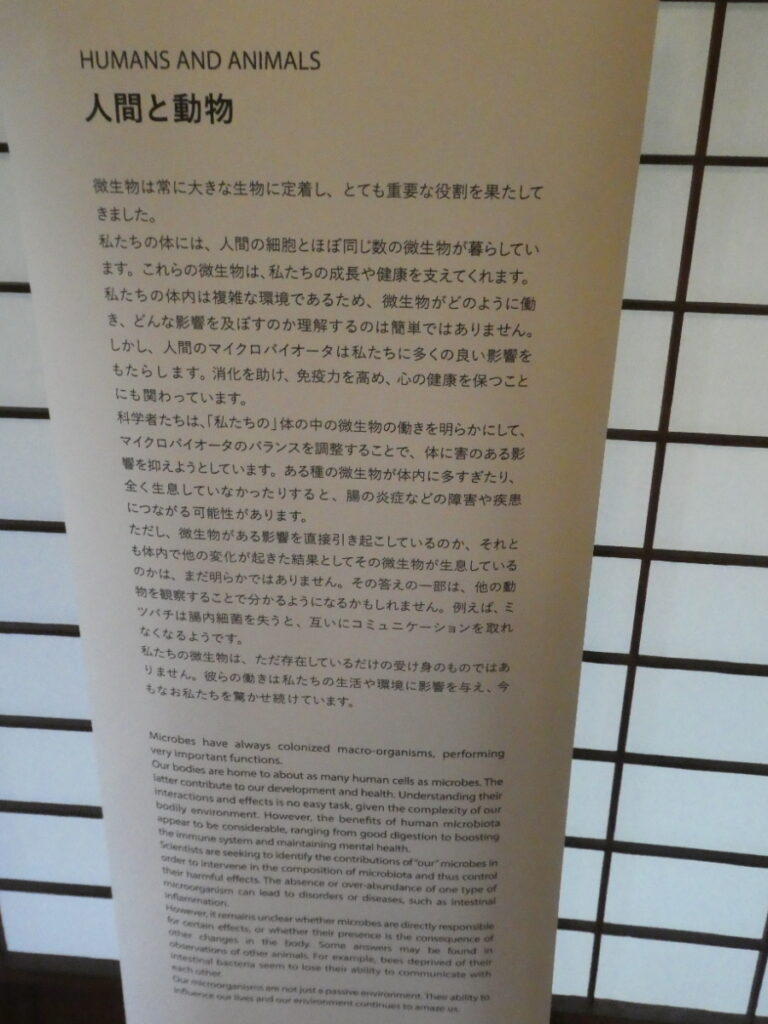 HUMANS AND ANIMALS
人間と動物
微生物は常に大きな生物に定着し、とても重要な役割を果たして
きました。
私たちの体には、人間の細胞とほぼ同じ数の微生物が暮らしてい
ます。これらの微生物は、私たちの成長や健康を支えてくれます。
私たちの体内は複雑な環境であるため、微生物がどのように働
き、どんな影響を及ぼすのか理解するのは簡単ではありません。
しかし、人間のマイクロバイオータは私たちに多くの良い影響を
もたらします。消化を助け、免疫力を高め、心の健康を保つこと
にも関わっています。
科学者たちは、「私たちの」体の中の微生物の働きを明らかにして、
マイクロバイオータのバランスを調整することで、体に害のある影
響を抑えようとしています。ある種の微生物が体内に多すぎたり、
全く生息していなかったりすると、腸の炎症などの障害や疾患
につながる可能性があります。
ただし、微生物がある影響を直接引き起こしているのか、それと
も体内で他の変化が起きた結果としてその微生物が生息している
のかは、まだ明らかではありません。その答えの一部は、他の動
物を観察することで分かるようになるかもしれません。例えば、ミ
ツバチは腸内細菌を失うと、互いにコミュニケーションを取れ
なくなるようです。
私たちの微生物は、ただ存在しているだけの受け身のものではあ
りません。彼らの働きは私たちの生活や環境に影響を与え、今
もなお私たちを驚かせ続けています。
Microbes have always colonized macro-organisms, performing
very important functions.
Our bodies are home to about as many human cells as microbes. The
latter contribute to our development and health. Understanding their
interactions and effects is no easy task, given the complexity of our
bodily environment. However, the benefits of human microbiota
appear to be considerable, ranging from good digestion to boosting
the immune system and maintaining mental health.
Scientists are seeking to identify the contributions of "our" microbes in
order to intervene in the composition of microbiota and thus control
their harmful effects. The absence or over-abundance of one type of
microorganism can lead to disorders or diseases, such as intestinal
inflammation.
However, it remains unclear whether microbes are directly responsible
for certain effects, or whether their presence is the consequence of
other changes in the body. Some answers may be found in
observations of other animals. For example, bees deprived of their
intestinal bacteria seem to lose their ability to communicate with
each other.
Our microorganisms are not just a passive environment. Their ability to
influence our lives and our environment continues to amaze us.